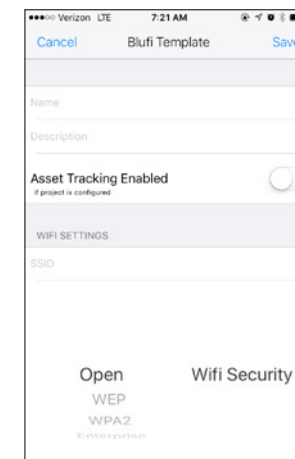 Verizon LTE 7:21 AM
Cancel Blufi Template Save
Name
Description
Asset Tracking Enabled
if project is configured
WIFI SETTINGS
SSID
Open Wifi Security
WEP
WPA2
Enterprise